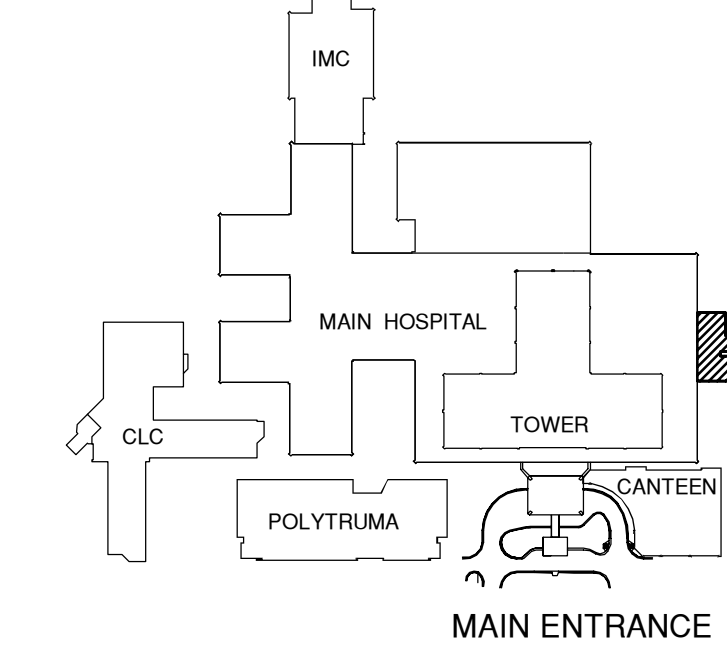 IMC
MAIN HOSPITAL
TOWER
CLC
CANTEEN
POLYTRUMA
MAIN ENTRANCE